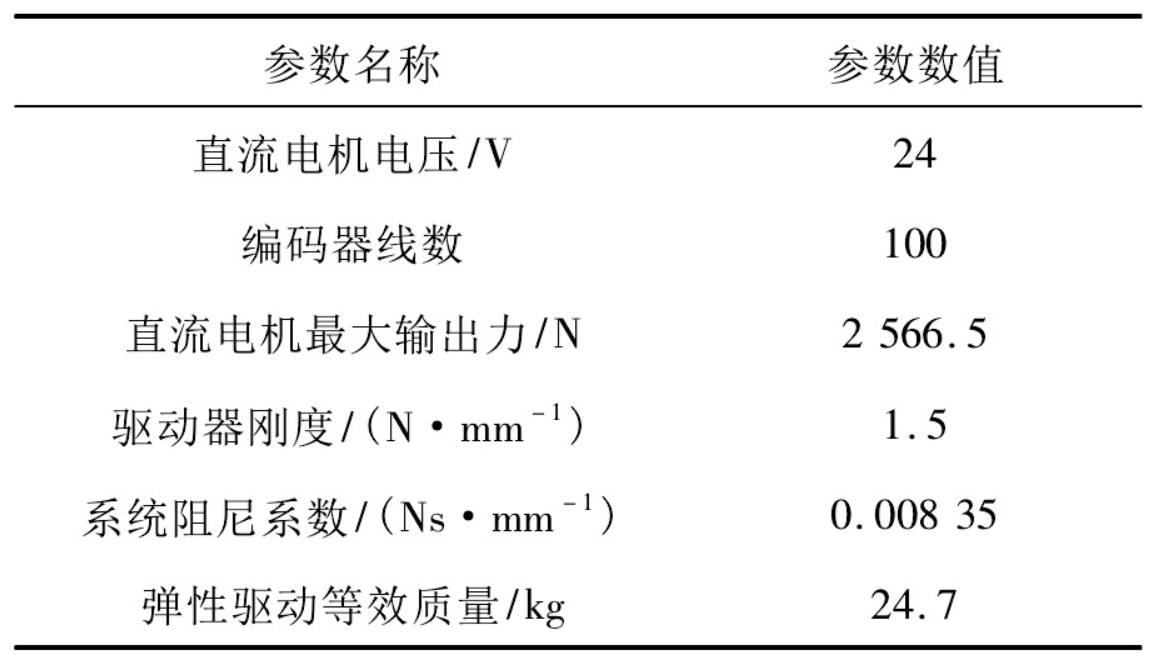 参数名称 参数数值
直流电机电压/V 24
编码器线数 100
直流电机最大输出力/N 2 566.5
驱动器刚度/(N·mm⁻¹) 1.5
系统阻尼系数/(Ns·mm⁻¹) 0.008 35
弹性驱动等效质量/kg 24.7